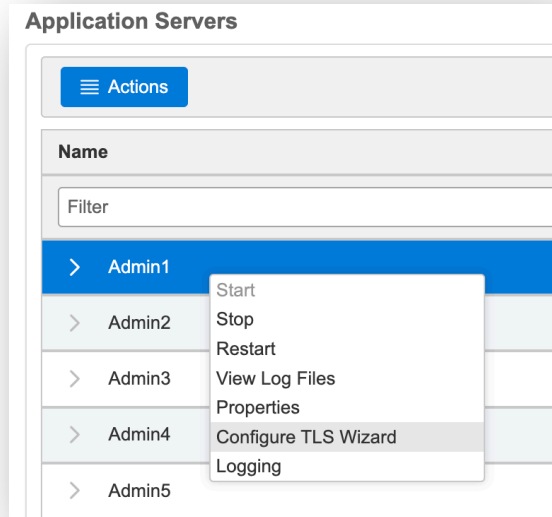 Application Servers
Actions
Name
Filter
Admin1
Start
Admin2
Stop
Restart
Admin3
View Log Files
Properties
Admin4
Configure TLS Wizard
Logging
Admin5